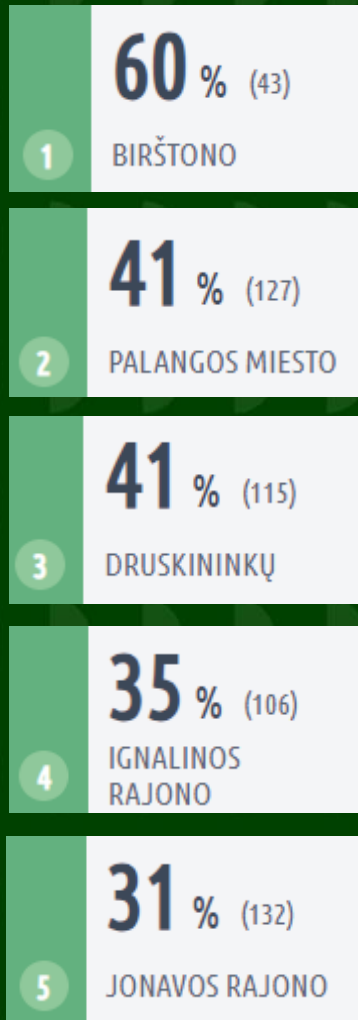 60 % (43)
1 BIRŠTONO
41 % (127)
2 PALANGOS MIESTO
41 % (115)
3 DRUSKININKŲ
35 % (106)
IGNALINOS
4 RAJONO
31 % (132)
5 JONAVOS RAJONO